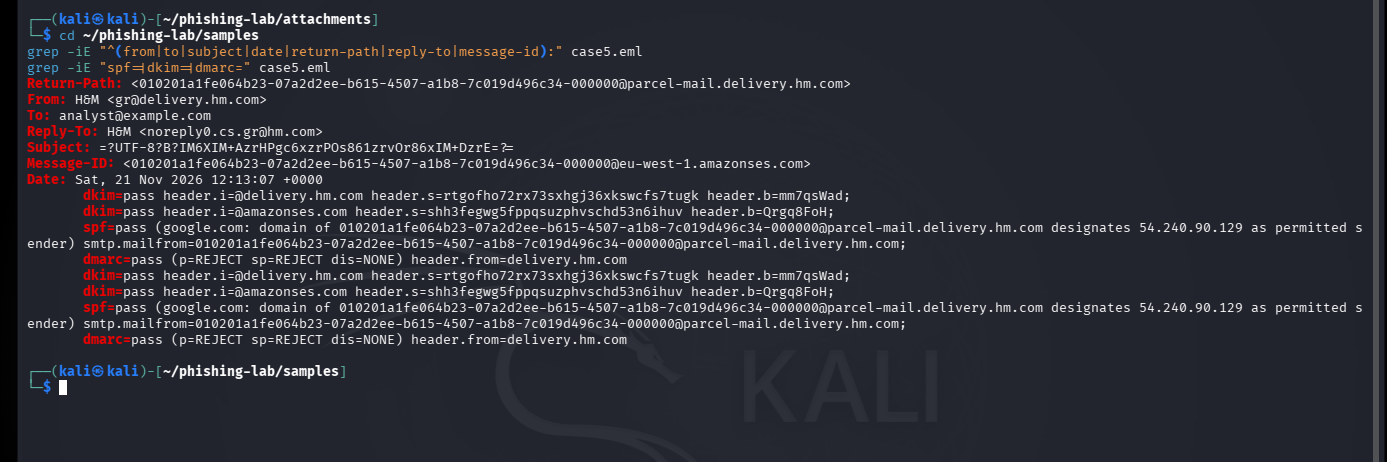 ┌──(kali㉿kali)-[~/phishing-lab/attachments]
└─$ cd ~/phishing-lab/samples
grep -iE "^(from|to|subject|date|return-path|reply-to|message-id):" case5.eml
grep -iE "spf=|dkim=|dmarc=" case5.eml
Return-Path: <010201a1fe064b23-07a2d2ee-b615-4507-a1b8-7c019d496c34-000000@parcel-mail.delivery.hm.com>
From: H&M <gr@delivery.hm.com>
To: analyst@example.com
Reply-To: H&M <noreply0.cs.gr@hm.com>
Subject: =?UTF-8?B?IM6XIM+AzrHPgc6xzrPOs861zrvOr86xIM+DzrE=?=
Message-ID: <010201a1fe064b23-07a2d2ee-b615-4507-a1b8-7c019d496c34-000000@eu-west-1.amazonses.com>
Date: Sat, 21 Nov 2026 12:13:07 +0000
dkim=pass header.i=@delivery.hm.com header.s=rtgofho72rx73sxhgj36xkswcfs7tugk header.b=mm7qsWad;
dkim=pass header.i=@amazonses.com header.s=shh3fegwg5fppqsuzphvschd53n6ihuv header.b=Qrgq8FoH;
spf=pass (google.com: domain of 010201a1fe064b23-07a2d2ee-b615-4507-a1b8-7c019d496c34-000000@parcel-mail.delivery.hm.com designates 54.240.90.129 as permitted s
ender) smtp.mailfrom=010201a1fe064b23-07a2d2ee-b615-4507-a1b8-7c019d496c34-000000@parcel-mail.delivery.hm.com;
dmarc=pass (p=REJECT sp=REJECT dis=NONE) header.from=delivery.hm.com
dkim=pass header.i=@delivery.hm.com header.s=rtgofho72rx73sxhgj36xkswcfs7tugk header.b=mm7qsWad;
dkim=pass header.i=@amazonses.com header.s=shh3fegwg5fppqsuzphvschd53n6ihuv header.b=Qrgq8FoH;
spf=pass (google.com: domain of 010201a1fe064b23-07a2d2ee-b615-4507-a1b8-7c019d496c34-000000@parcel-mail.delivery.hm.com designates 54.240.90.129 as permitted s
ender) smtp.mailfrom=010201a1fe064b23-07a2d2ee-b615-4507-a1b8-7c019d496c34-000000@parcel-mail.delivery.hm.com;
dmarc=pass (p=REJECT sp=REJECT dis=NONE) header.from=delivery.hm.com
┌──(kali㉿kali)-[~/phishing-lab/samples]
└─$
KALI